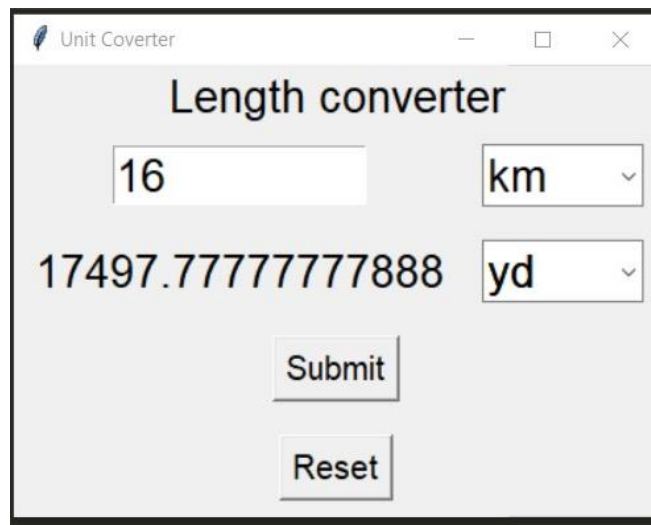 Unit Coverter
Length converter
16 km
17497.77777777888 yd
Submit
Reset